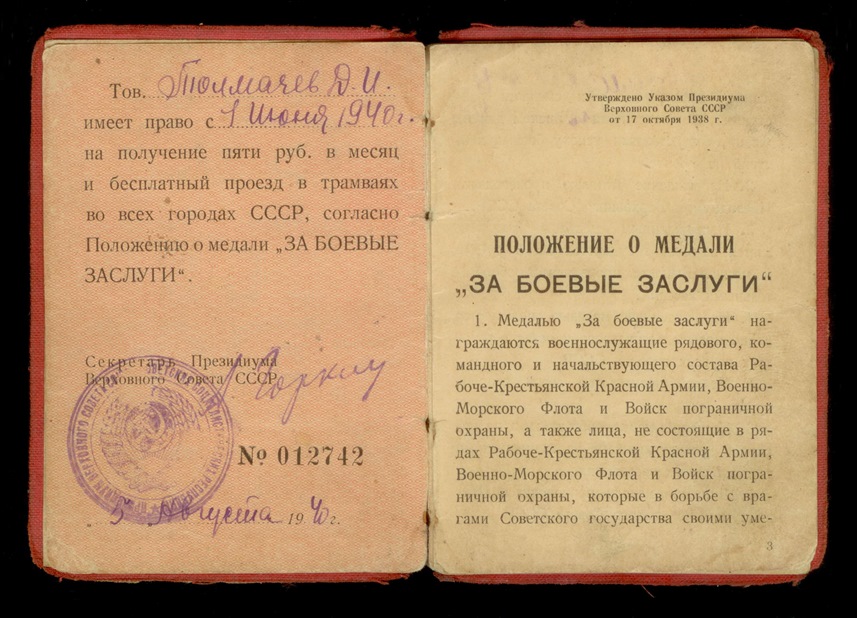 Тов. Толмачев Д. И.
имеет право с 1 Июня 1940 г.
на получение пяти руб. в месяц
и бесплатный проезд в трамваях
во всех городах СССР, согласно
Положению о медали „ЗА БОЕВЫЕ
ЗАСЛУГИ“.
Секретарь Президиума
Верховного Совета СССР
Горкин
№ 012742
5 Августа 1940 г.
Утверждено Указом Президиума
Верховного Совета СССР
от 17 октября 1938 г.
ПОЛОЖЕНИЕ О МЕДАЛИ
„ЗА БОЕВЫЕ ЗАСЛУГИ“
1. Медалью „За боевые заслуги“ на-
граждаются военнослужащие рядового, ко-
мандного и начальствующего состава Ра-
боче-Крестьянской Красной Армии, Военно-
Морского Флота и Войск пограничной
охраны, а также лица, не состоящие в ря-
дах Рабоче-Крестьянской Красной Армии,
Военно-Морского Флота и Войск погра-
ничной охраны, которые в борьбе с вра-
гами Советского государства своими уме-
3